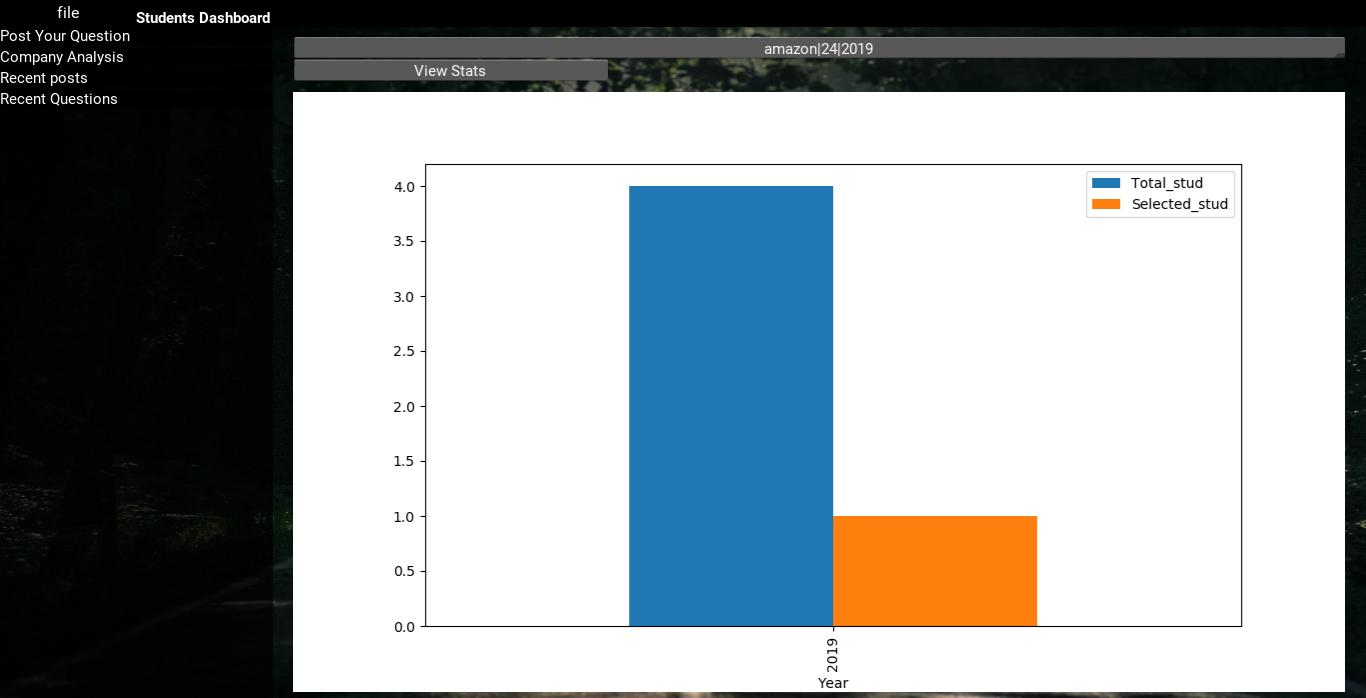 file
Students Dashboard
Post Your Question
Company Analysis
Recent posts
Recent Questions
amazon|24|2019
View Stats
Total_stud
Selected_stud
4.0
3.5
3.0
2.5
2.0
1.5
1.0
0.5
0.0
2019
Year